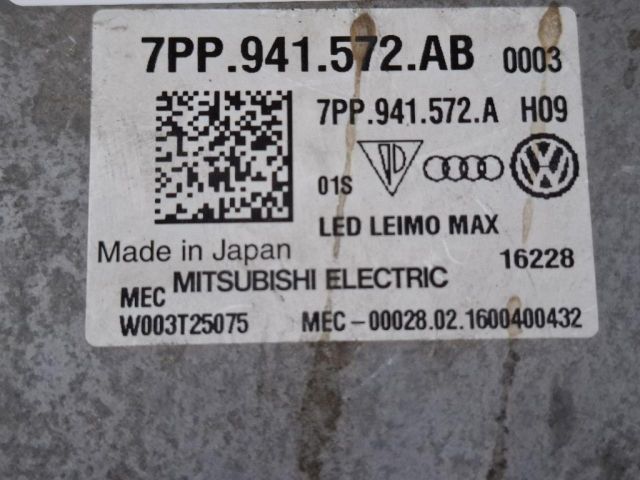 7PP.941.572.AB 0003
7PP.941.572.A H09
01S
LED LEIMO MAX
Made in Japan 16228
MEC MITSUBISHI ELECTRIC
W003T25075 MEC-00028.02.1600400432